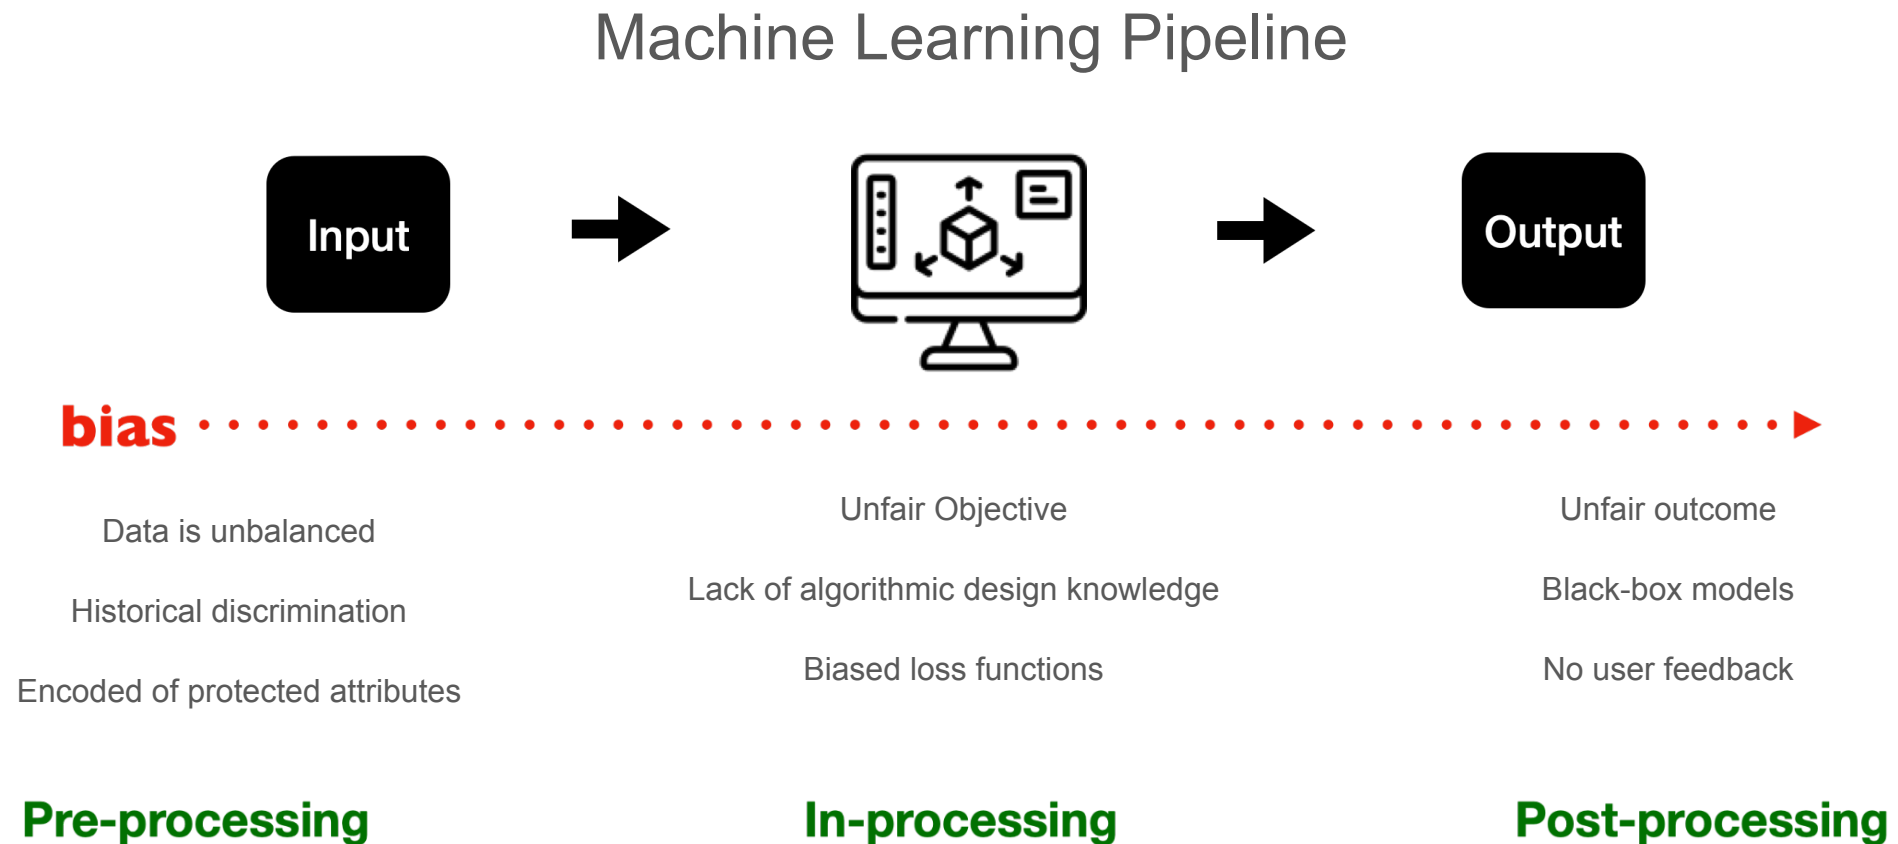 Machine Learning Pipeline
Input
Output
bias
Data is unbalanced
Historical discrimination
Encoded of protected attributes
Unfair Objective
Lack of algorithmic design knowledge
Biased loss functions
Unfair outcome
Black-box models
No user feedback
Pre-processing
In-processing
Post-processing